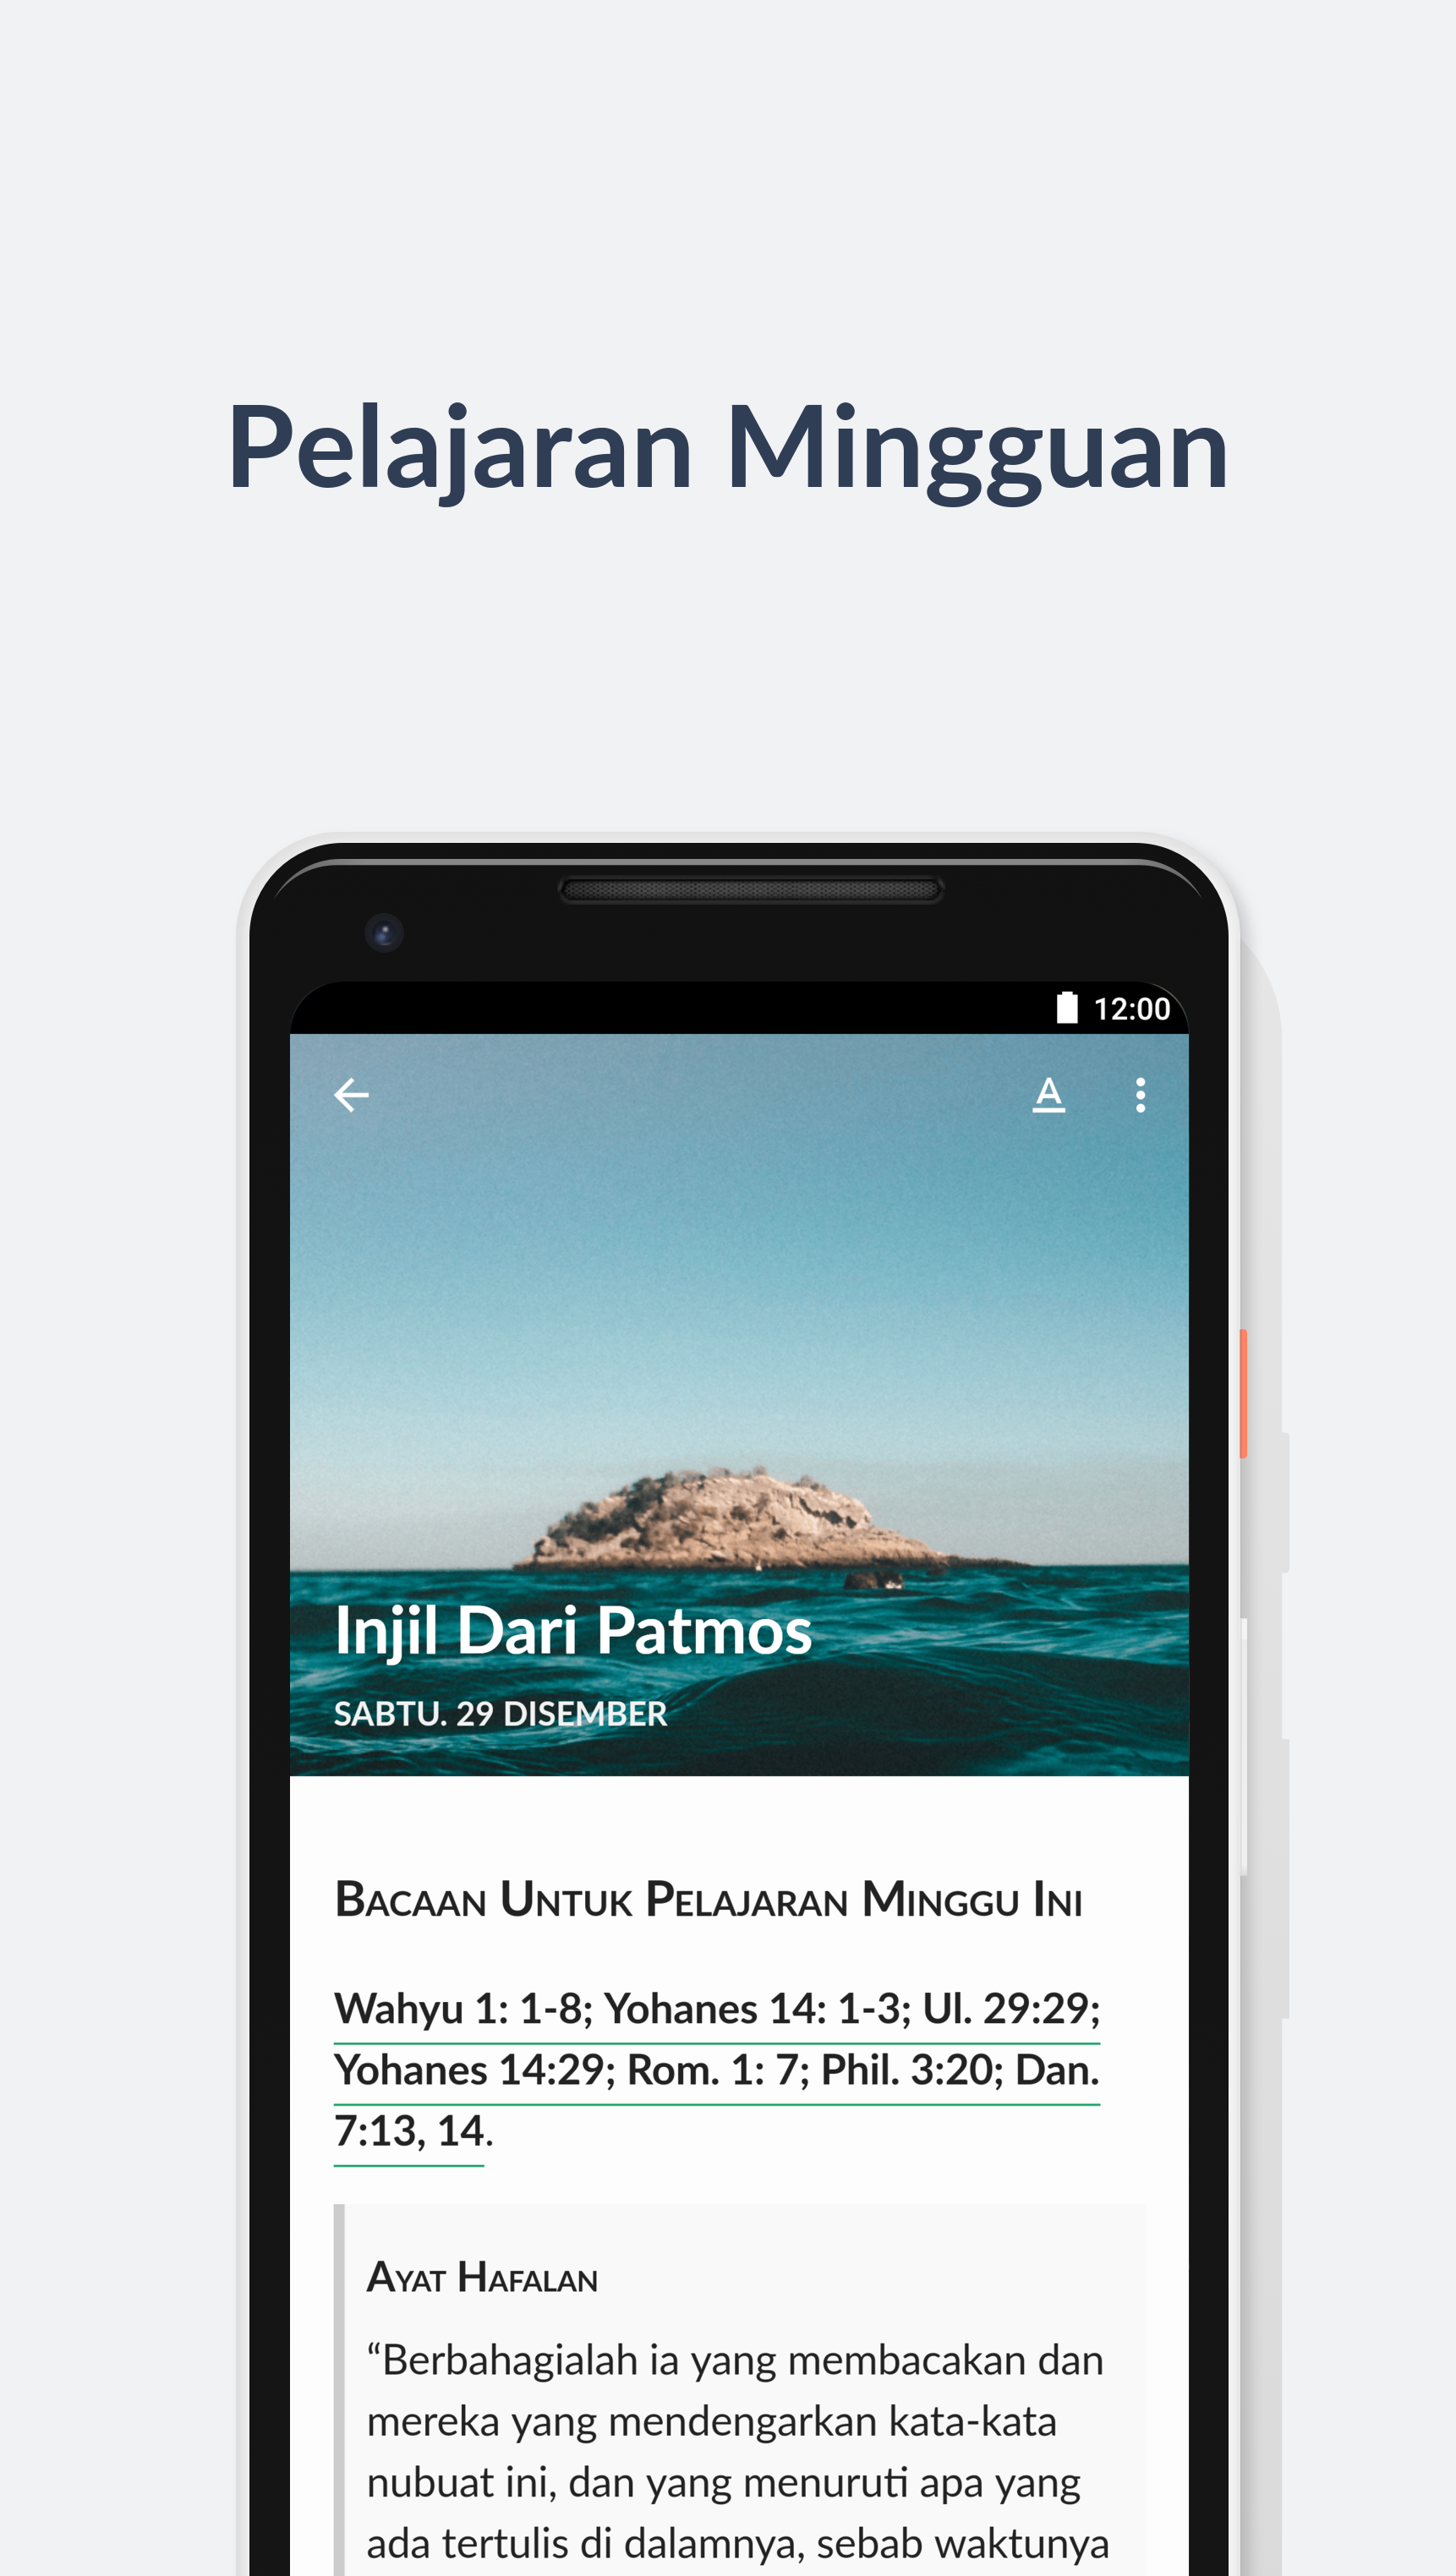 Pelajaran Mingguan
12:00
A
Injil Dari Patmos
SABTU. 29 DISEMBER
Bacaan Untuk Pelajaran Minggu Ini
Wahyu 1: 1-8; Yohanes 14: 1-3; Ul. 29:29;
Yohanes 14:29; Rom. 1: 7; Phil. 3:20; Dan.
7:13, 14.
Ayat Hafalan
“Berbahagialah ia yang membacakan dan
mereka yang mendengarkan kata-kata
nubuat ini, dan yang menuruti apa yang
ada tertulis di dalamnya, sebab waktunya